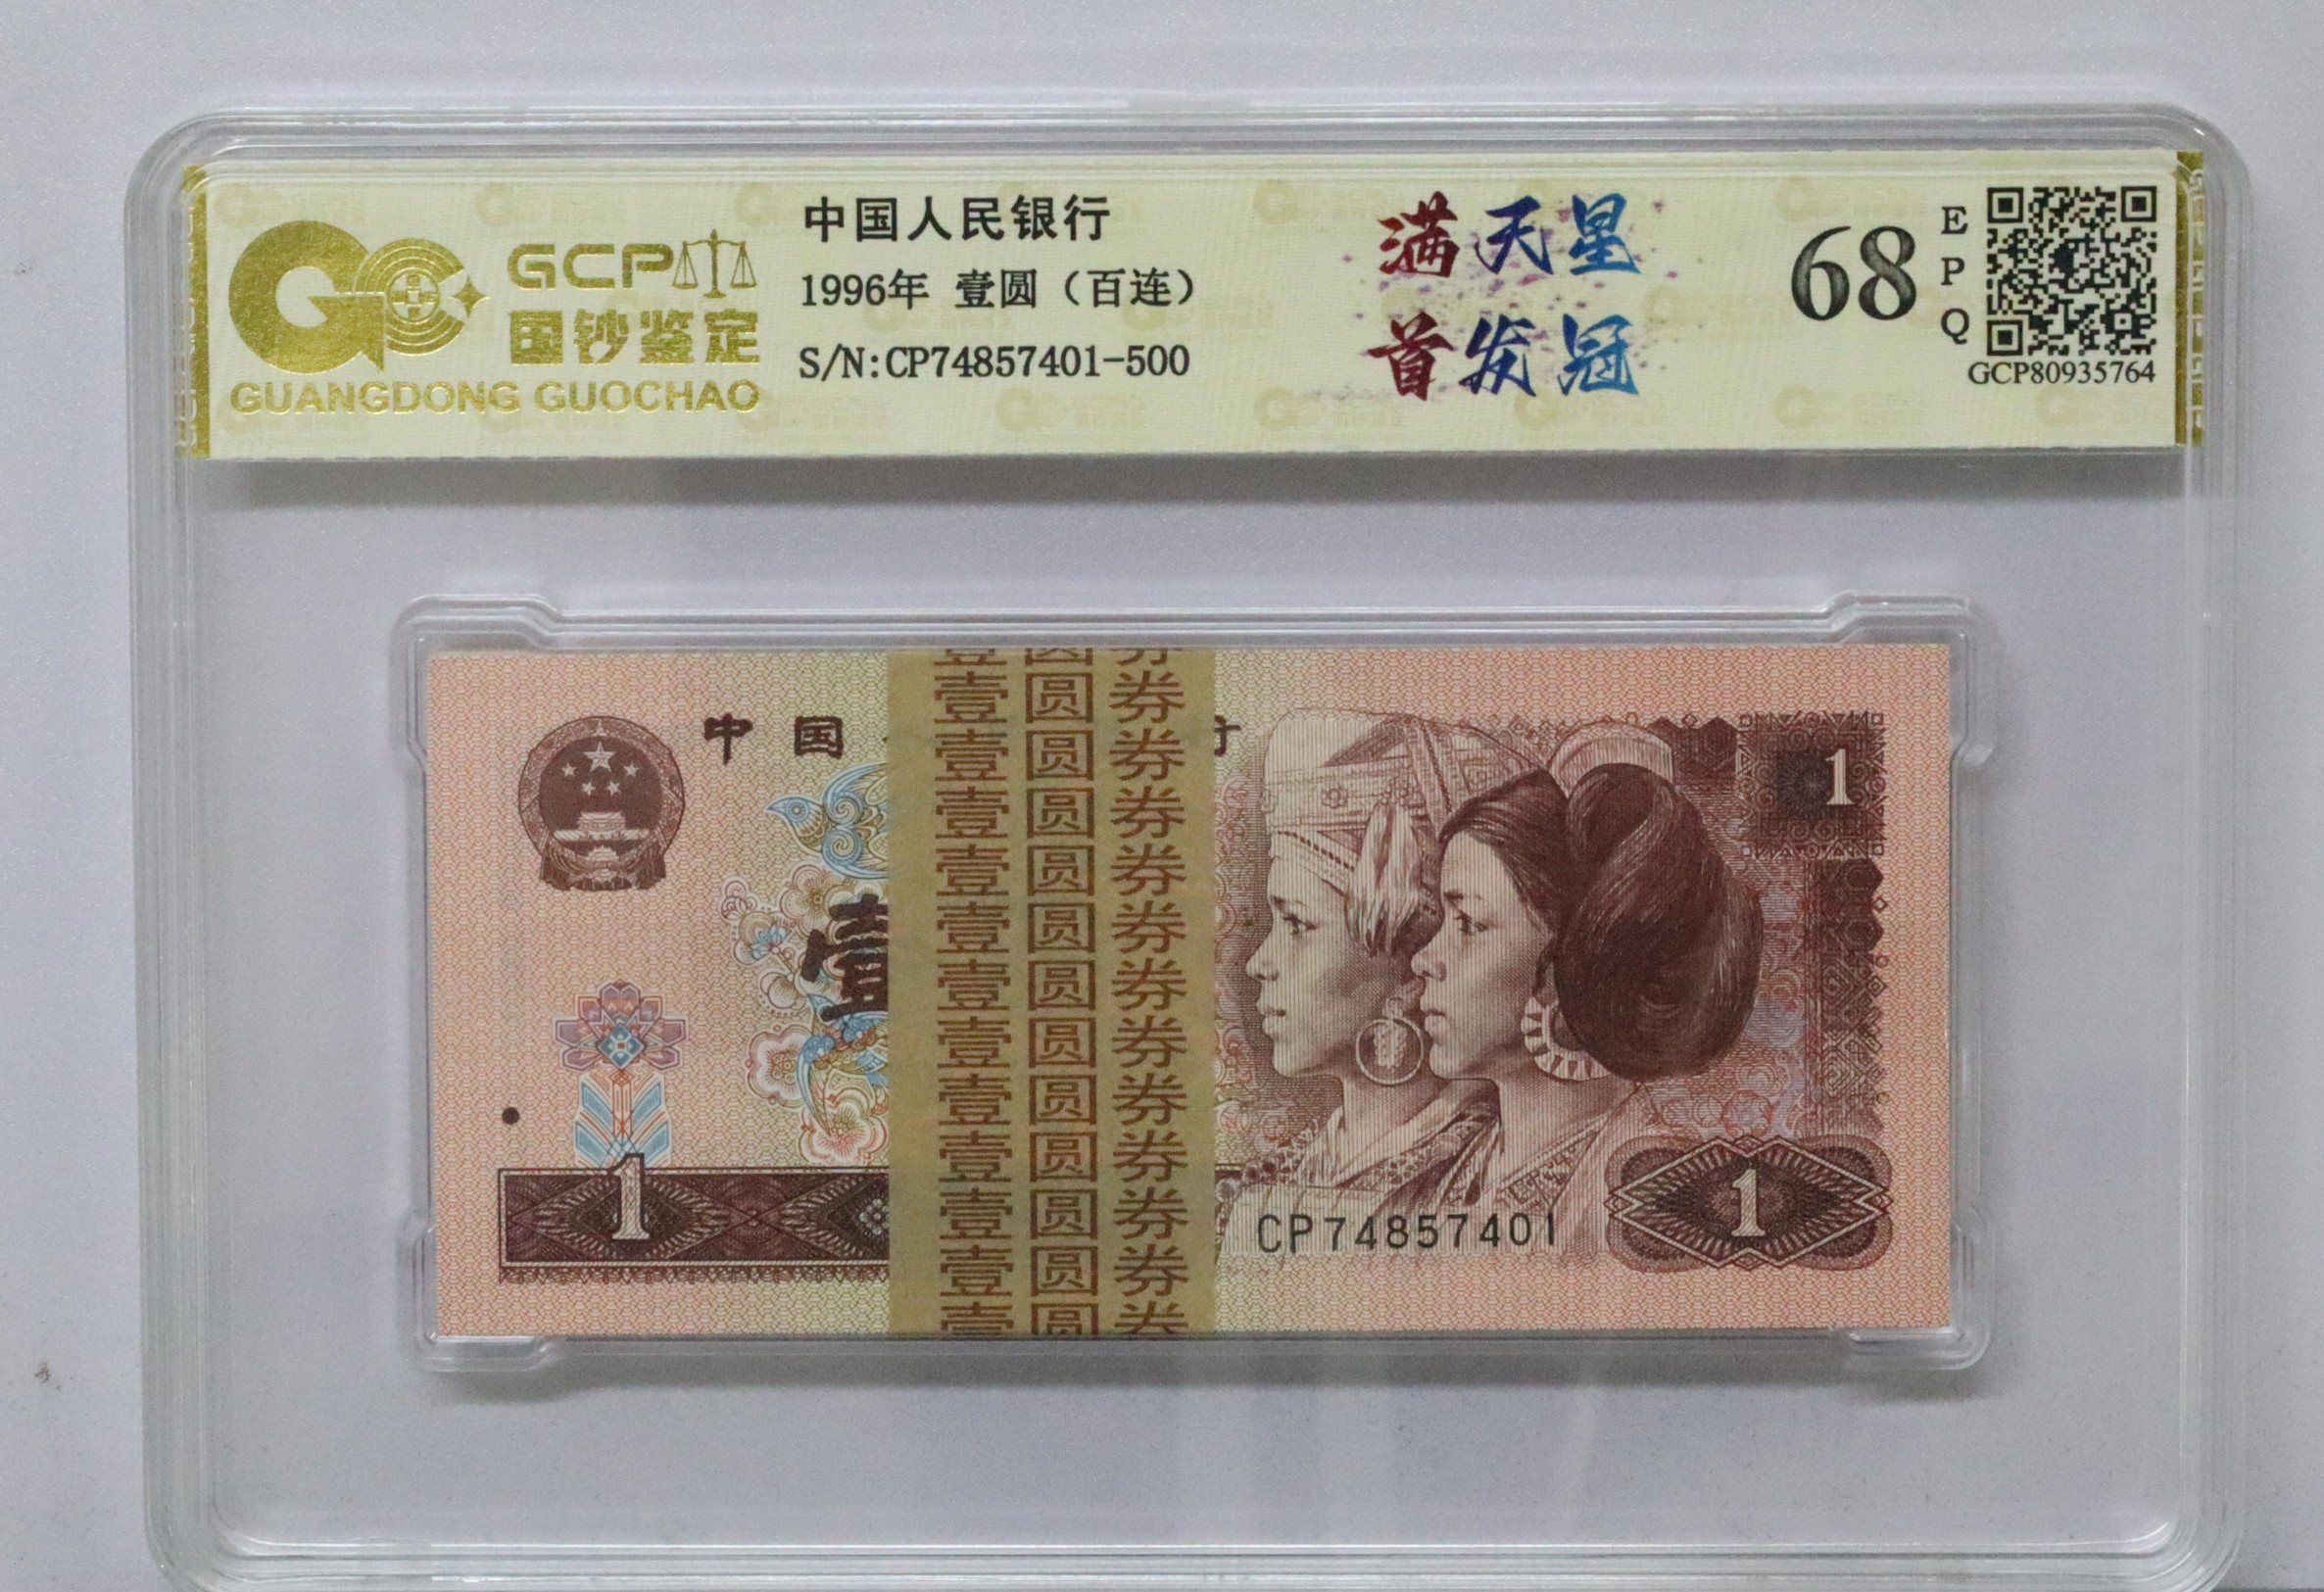 GCP
国钞鉴定
GUANGDONG GUOCHAO
中国人民银行
1996年 壹圆（百连）
S/N:CP74857401-500
满天星
首发冠
68
EPQ
GCP80935764
中国
壹
壹圆券
壹圆券
壹圆券
壹圆券
壹圆券
壹圆券
壹圆券
壹圆券
壹圆券
壹圆券
壹圆券
壹圆券
壹圆券
1
1
CP74857401
1